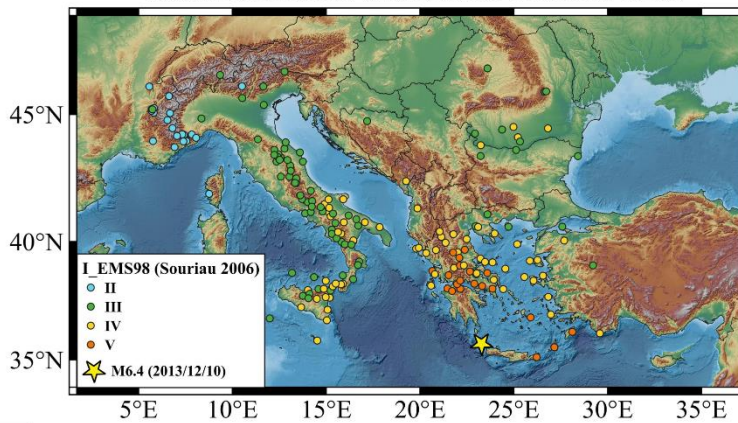 45°N
40°N
35°N
I_EMS98 (Souriau 2006)
II
III
IV
V
M6.4 (2013/12/10)
5°E 10°E 15°E 20°E 25°E 30°E 35°E